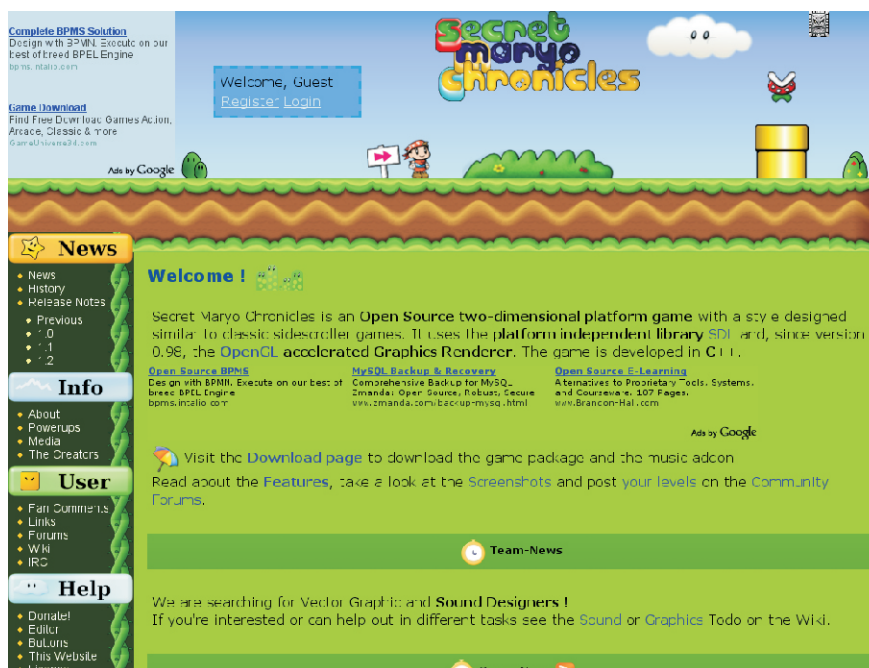 Complete BPMS Solution
Design with BPMN. Execute on our
best of breed BPEL Engine
bpms.intalio.com
Game Download
Find Free Download Games Action,
Arcade, Classic & more
GameUniverse3d.com
Ads by Google
Welcome, Guest
Register Login
Secret
maryo
chronicles
News
News
History
Release Notes
Previous
1.0
1.1
1.2
Info
About
Powerups
Media
The Creators
User
Fan Comments
Links
Forums
Wiki
IRC
Help
Donate!
Editor
Buttons
This Website
Welcome !
Secret Maryo Chronicles is an Open Source two-dimensional platform game with a style designed
similar to classic sidescroller games. It uses the platform independent library SDL and, since version
0.98, the OpenGL accelerated Graphics Renderer. The game is developed in C++.
Open Source BPMS
Design with BPMN. Execute on our best of
breed BPEL Engine
bpms.intalio.com
MySQL Backup & Recovery
Comprehensive Backup for MySQL
Zmanda: Open Source, Robust, Secure
www.zmanda.com/backup-mysql.html
Open Source E-Learning
Alternatives to Proprietary Tools, Systems,
and Courseware. 107 Pages.
www.Brandon-Hall.com
Ads by Google
Visit the Download page to download the game package and the music addon
Read about the Features, take a look at the Screenshots and post your levels on the Community
Forums.
Team-News
We are searching for Vector Graphic and Sound Designers !
If you're interested or can help out in different tasks see the Sound or Graphics Todo on the Wiki.